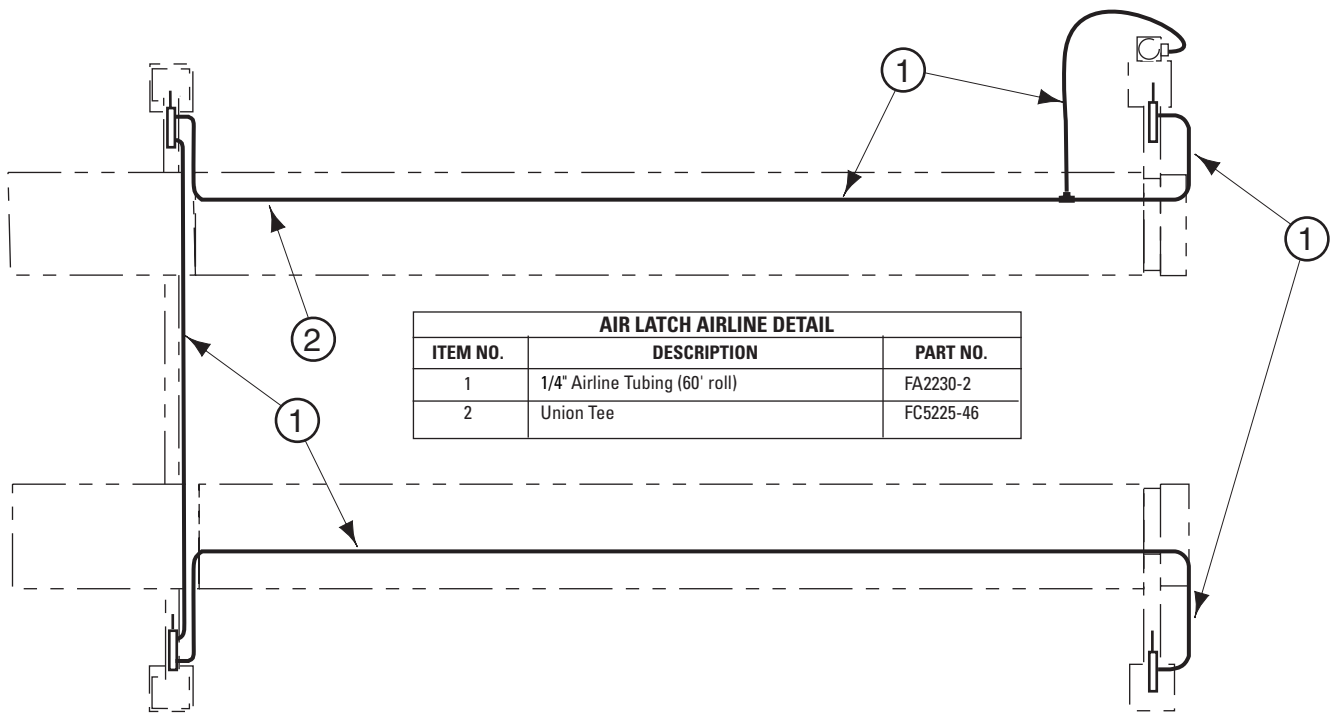 1
1
2
AIR LATCH AIRLINE DETAIL
ITEM NO. DESCRIPTION PART NO.
1 1/4" Airline Tubing (60' roll) FA2230-2
2 Union Tee FC5225-46
1